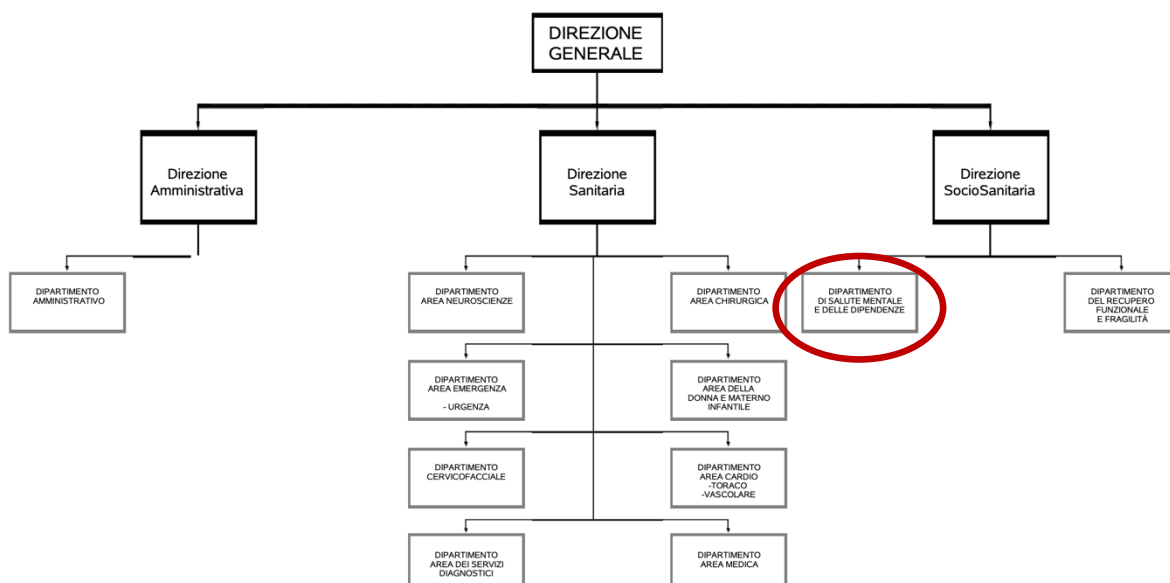 DIREZIONE
GENERALE
Direzione
Amministrativa
Direzione
Sanitaria
Direzione
SocioSanitaria
DIPARTIMENTO
AMMINISTRATIVO
DIPARTIMENTO
AREA NEUROSCIENZE
DIPARTIMENTO
AREA CHIRURGICA
DIPARTIMENTO
DI SALUTE MENTALE
E DELLE DIPENDENZE
DIPARTIMENTO
DEL RECUPERO
FUNZIONALE
E FRAGILITÀ
DIPARTIMENTO
AREA EMERGENZA
- URGENZA
DIPARTIMENTO
AREA DELLA
DONNA E MATERNO
INFANTILE
DIPARTIMENTO
CERVICOFACCIALE
DIPARTIMENTO
AREA CARDIO
-TORACO
-VASCOLARE
DIPARTIMENTO
AREA DEI SERVIZI
DIAGNOSTICI
DIPARTIMENTO
AREA MEDICA